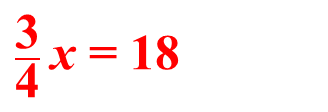 3/4 x = 18